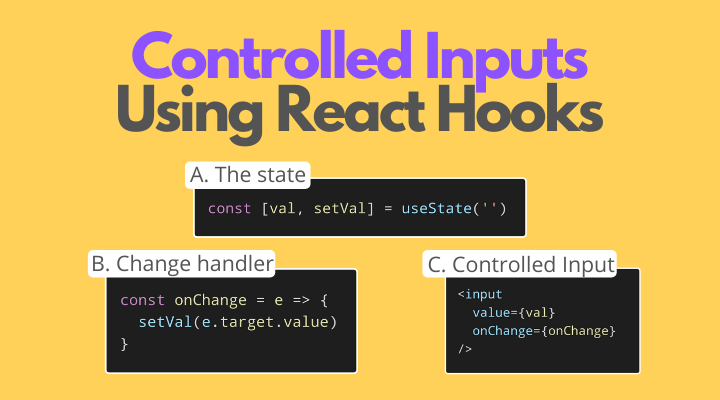 Controlled Inputs
Using React Hooks
A. The state
const [val, setVal] = useState('')
B. Change handler
const onChange = e => {
  setVal(e.target.value)
}
C. Controlled Input
<input
  value={val}
  onChange={onChange}
/>